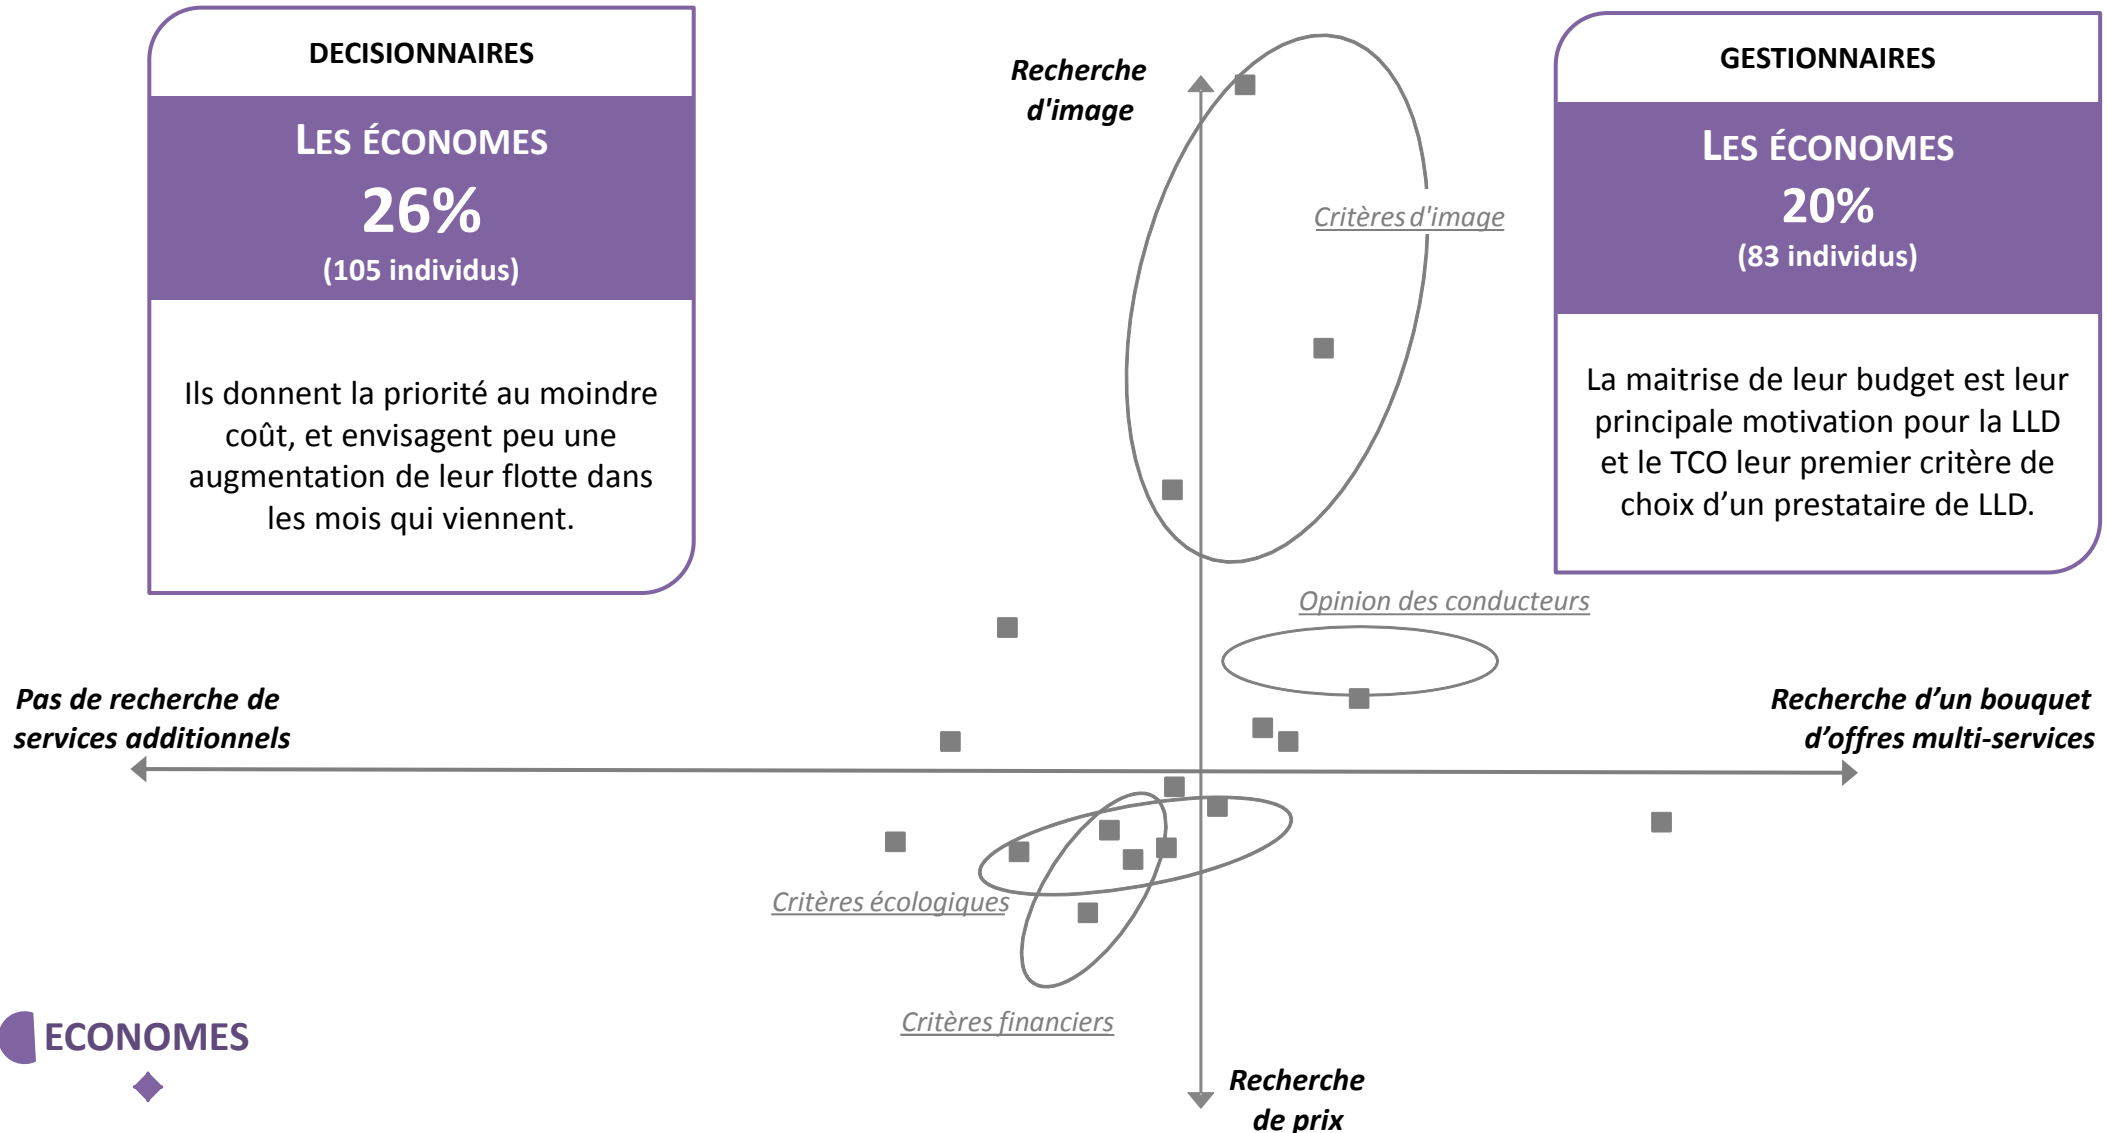 DECISIONNAIRES
LES ÉCONOMES
26%
(105 individus)
Ils donnent la priorité au moindre
coût, et envisagent peu une
augmentation de leur flotte dans
les mois qui viennent.
Recherche
d'image
Critères d'image
GESTIONNAIRES
LES ÉCONOMES
20%
(83 individus)
La maitrise de leur budget est leur
principale motivation pour la LLD
et le TCO leur premier critère de
choix d’un prestataire de LLD.
Opinion des conducteurs
Pas de recherche de
services additionnels
Recherche d’un bouquet
d’offres multi-services
Critères écologiques
Critères financiers
ECONOMES
Recherche
de prix